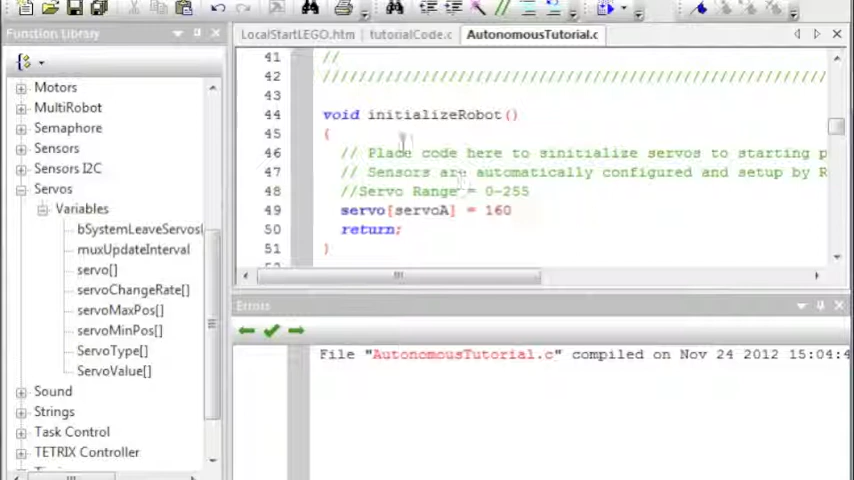 Function Library
LocalStartLEGO.htm
tutorialCode.c
AutonomousTutorial.c
Motors
MultiRobot
Semaphore
Sensors
Sensors I2C
Servos
Variables
bSystemLeaveServosl
muxUpdateInterval
servo[]
servoChangeRate[]
servoMaxPos[]
servoMinPos[]
ServoType[]
ServoValue[]
Sound
Strings
Task Control
TETRIX Controller
41 //
42 ////////////////////////////////////////////////////////
43
44 void initializeRobot()
45 {
46 // Place code here to sinitialize servos to starting p
47 // Sensors are automatically configured and setup by R
48 //Servo Range = 0-255
49 servo[servoA] = 160
50 return;
51 }
Errors
File "AutonomousTutorial.c" compiled on Nov 24 2012 15:04:4